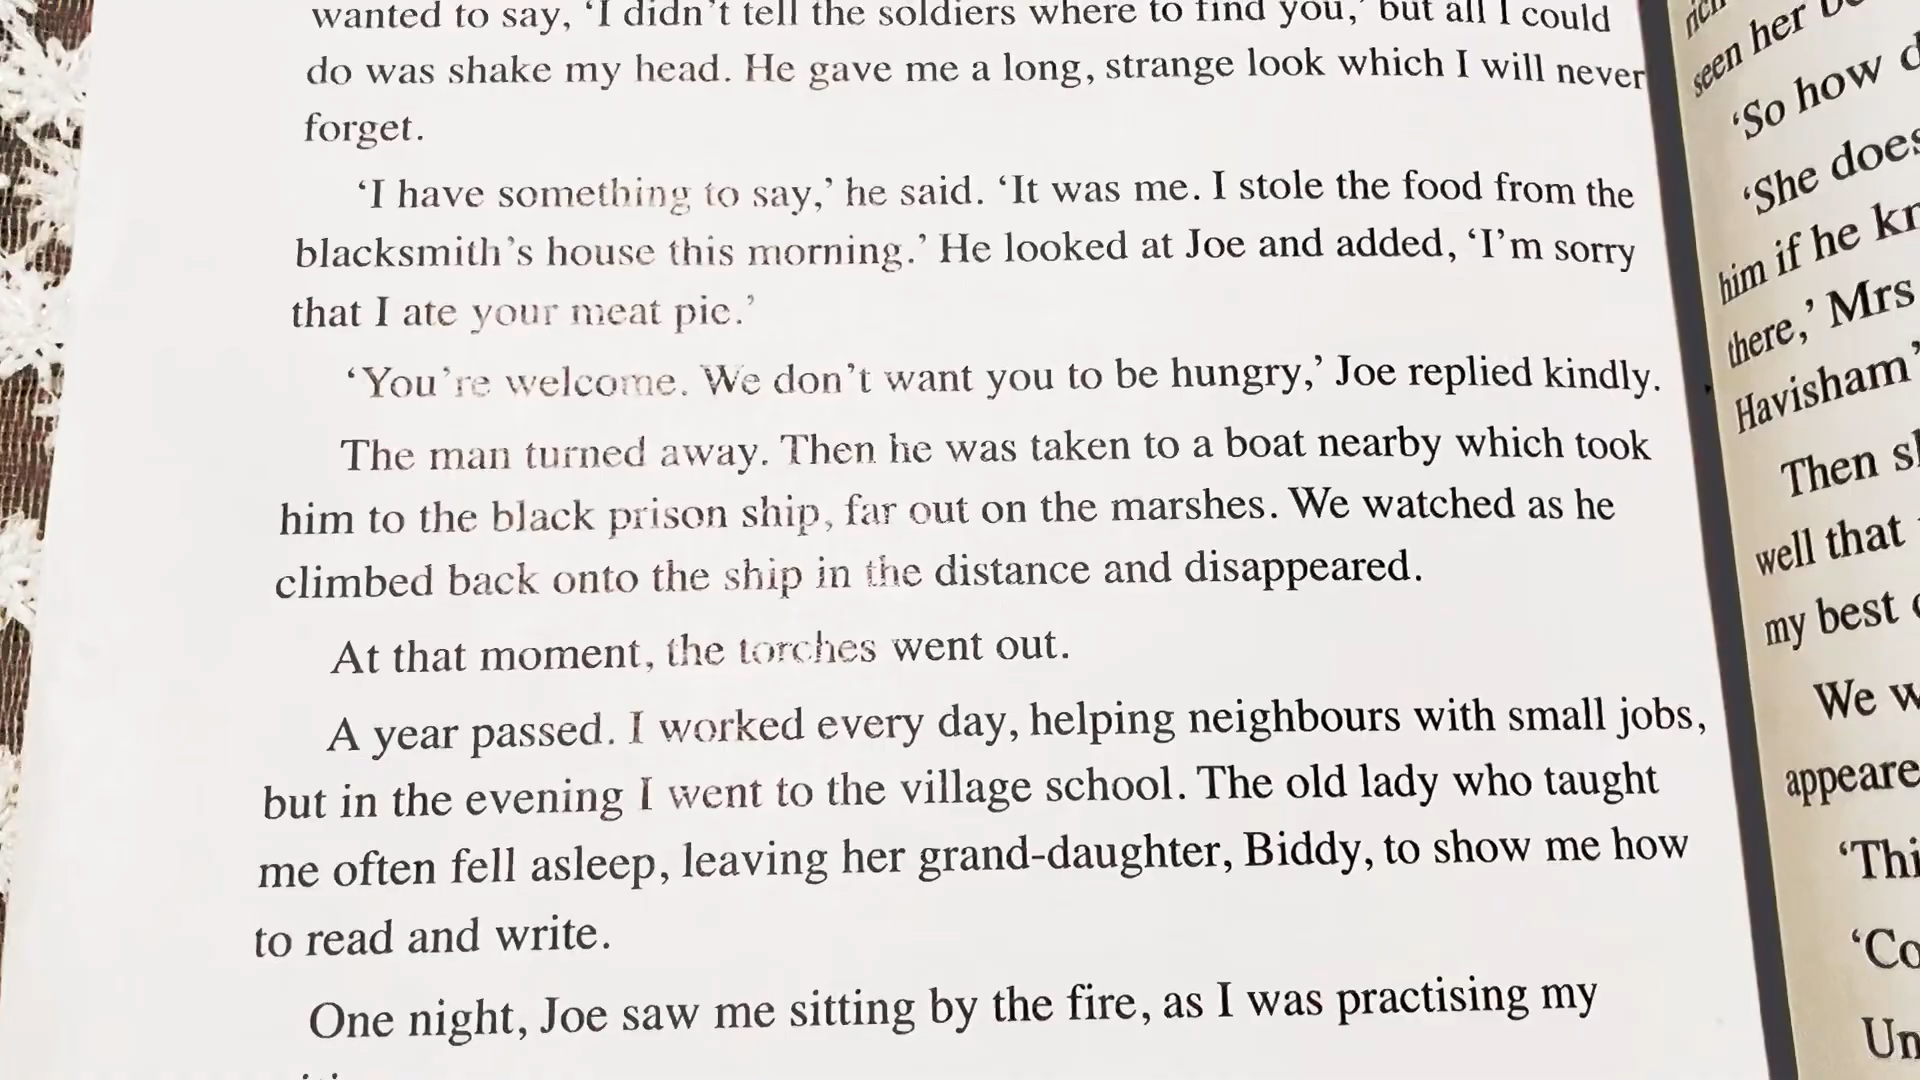 wanted to say, ‘I didn’t tell the soldiers where to find you,’ but all I could
do was shake my head. He gave me a long, strange look which I will never
forget.
‘I have something to say,’ he said. ‘It was me. I stole the food from the
blacksmith’s house this morning.’ He looked at Joe and added, ‘I’m sorry
that I ate your meat pie.’
‘You’re welcome. We don’t want you to be hungry,’ Joe replied kindly.
The man turned away. Then he was taken to a boat nearby which took
him to the black prison ship, far out on the marshes. We watched as he
climbed back onto the ship in the distance and disappeared.
At that moment, the torches went out.
A year passed. I worked every day, helping neighbours with small jobs,
but in the evening I went to the village school. The old lady who taught
me often fell asleep, leaving her grand-daughter, Biddy, to show me how
to read and write.
One night, Joe saw me sitting by the fire, as I was practising my
seen her
‘So how
‘She
him if he
there,’ Mrs
Havisham’
Then
well that
my best
We